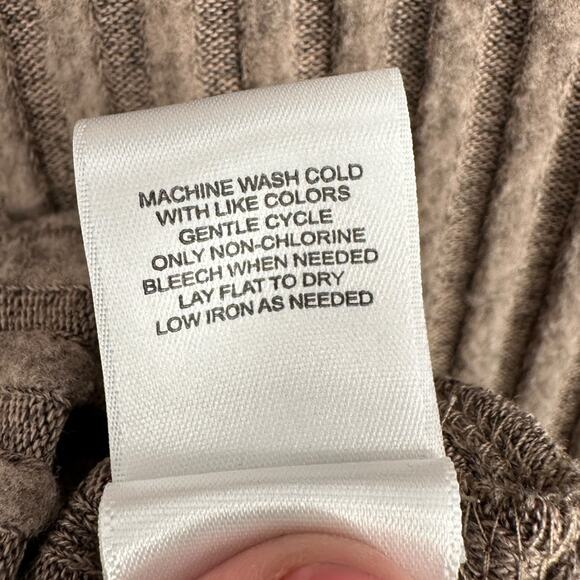 MACHINE WASH COLD
WITH LIKE COLORS
GENTLE CYCLE
ONLY NON-CHLORINE
BLEECH WHEN NEEDED
LAY FLAT TO DRY
LOW IRON AS NEEDED